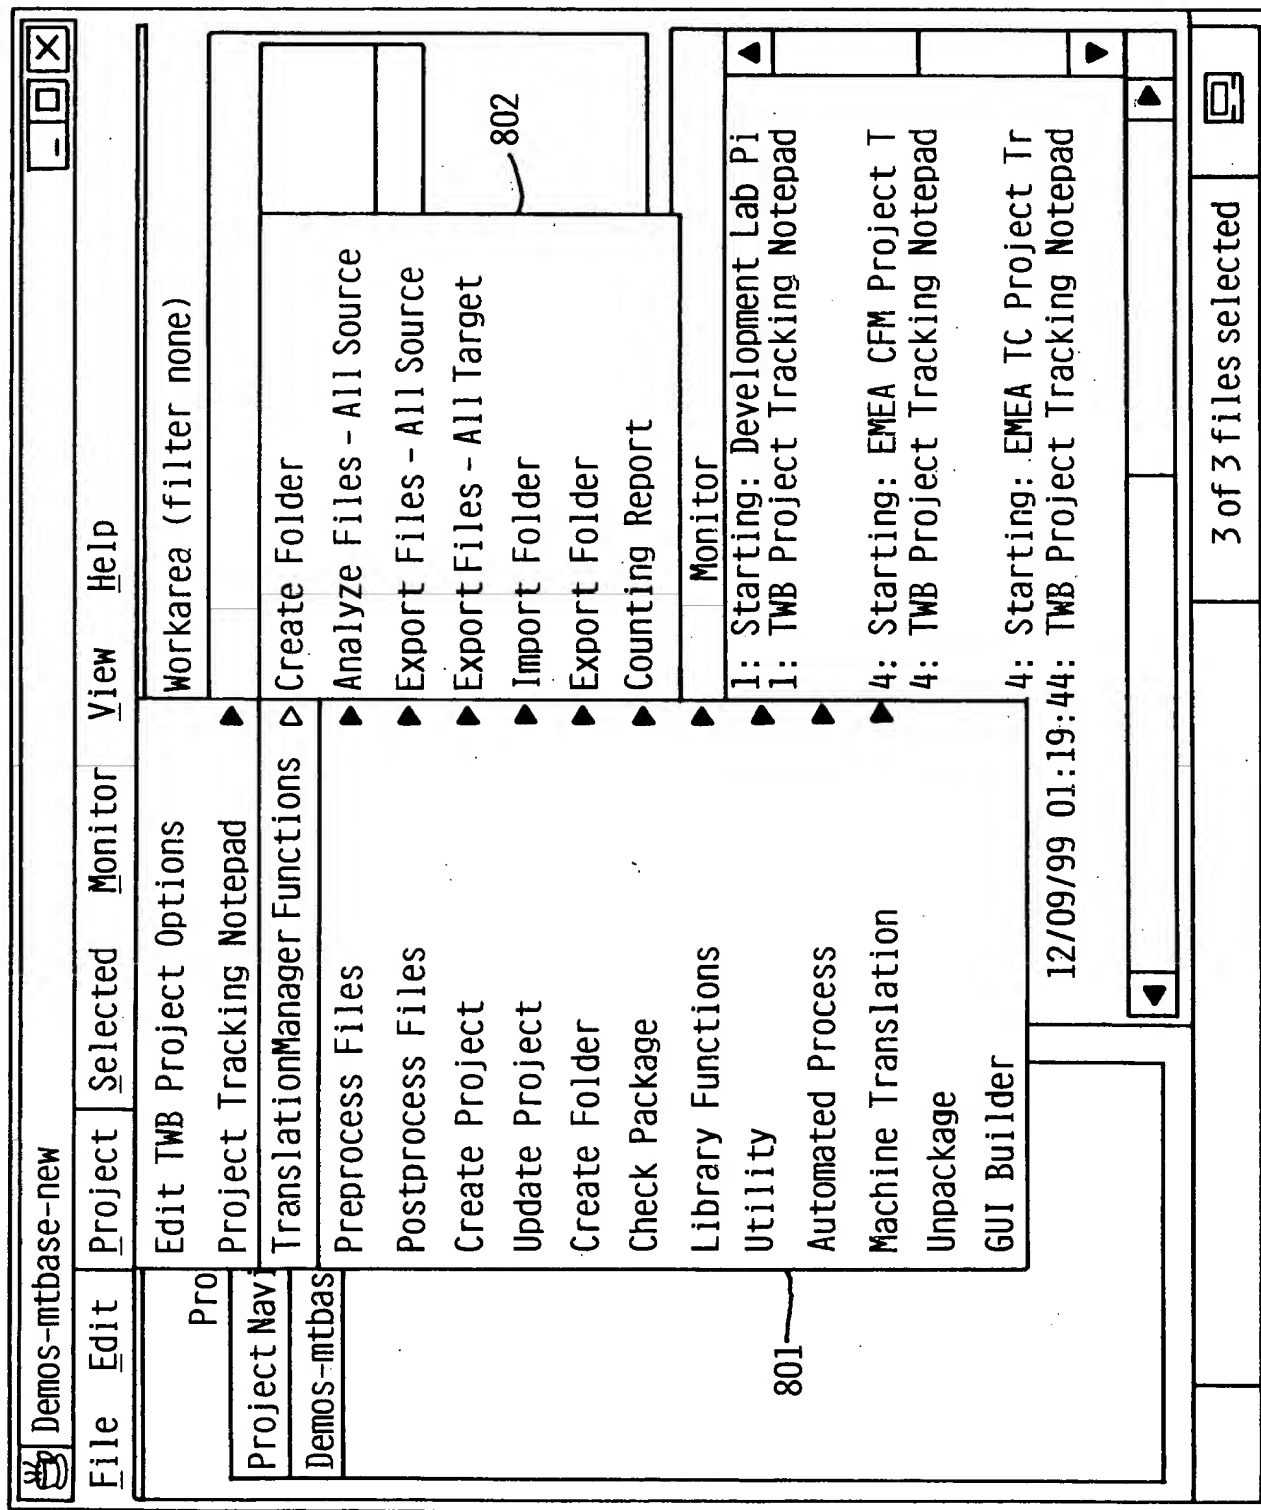 Demos-mtbase-new
File Edit Project Selected Monitor View Help
Pro
Project Navi
Demos-mtbas
Edit TWB Project Options
Project Tracking Notepad
TranslationManager Functions
Preprocess Files
Postprocess Files
Create Project
Update Project
Create Folder
Check Package
Library Functions
Utility
Automated Process
Machine Translation
Unpackage
GUI Builder
801
Workarea (filter none)
Create Folder
Analyze Files - All Source
Export Files - All Source
Export Files - All Target
Import Folder
Export Folder
Counting Report
802
Monitor
1: Starting: Development Lab Pi
1: TWB Project Tracking Notepad
4: Starting: EMEA CFM Project T
4: TWB Project Tracking Notepad
4: Starting: EMEA TC Project Tr
12/09/99 01:19:44: TWB Project Tracking Notepad
3 of 3 files selected